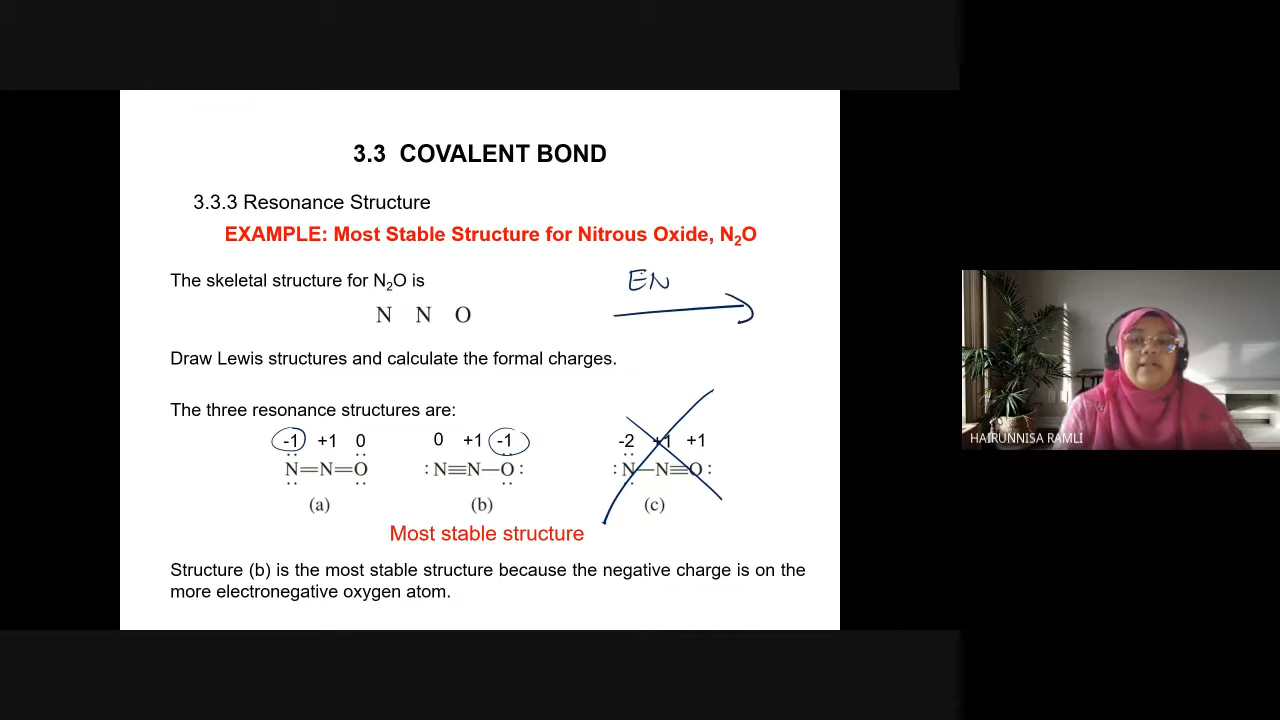 3.3 COVALENT BOND
3.3.3 Resonance Structure
EXAMPLE: Most Stable Structure for Nitrous Oxide, N₂O
The skeletal structure for N₂O is
EN
N N O
Draw Lewis structures and calculate the formal charges.
The three resonance structures are:
-1 +1 0 0 +1 -1 -2 +1 +1
N=N=O :N≡N—O: :N—N≡O:
(a) (b) (c)
Most stable structure
Structure (b) is the most stable structure because the negative charge is on the
more electronegative oxygen atom.
HAIRUNNISA RAMLI